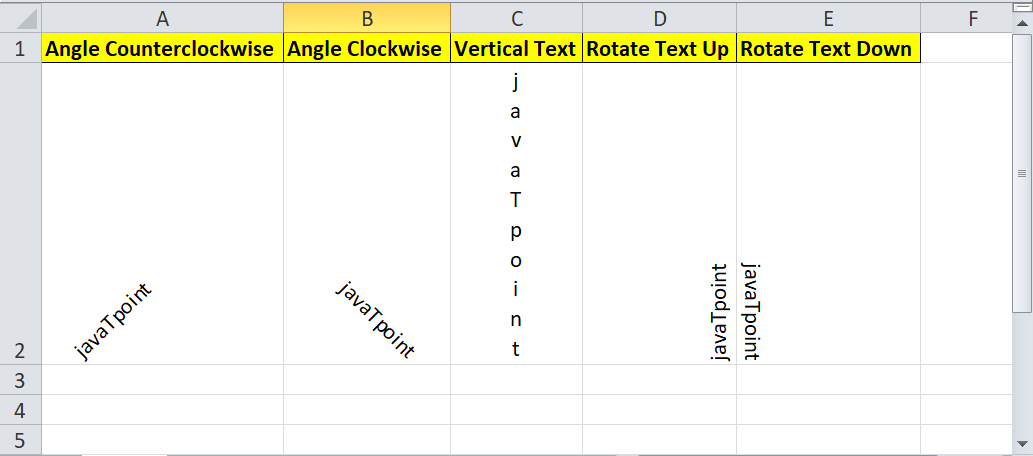 A B C D E F
1 Angle Counterclockwise Angle Clockwise Vertical Text Rotate Text Up Rotate Text Down
2 javaTpoint javaTpoint javaTpoint javaTpoint javaTpoint
3
4
5